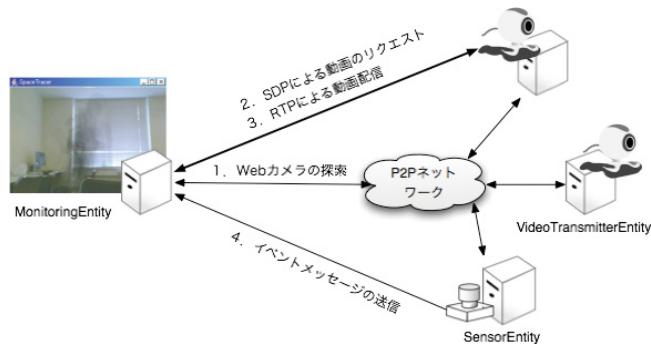 SpaceTracer
2. SDPによる動画のリクエスト
3. RTPによる動画配信
1. Webカメラの探索
P2Pネット
ワーク
MonitoringEntity
VideoTransmitterEntity
4. イベントメッセージの送信
SensorEntity